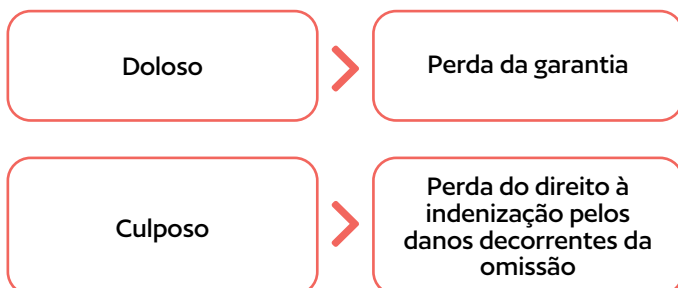 Doloso
Perda da garantia
Culposo
Perda do direito à
indenização pelos
danos decorrentes da
omissão